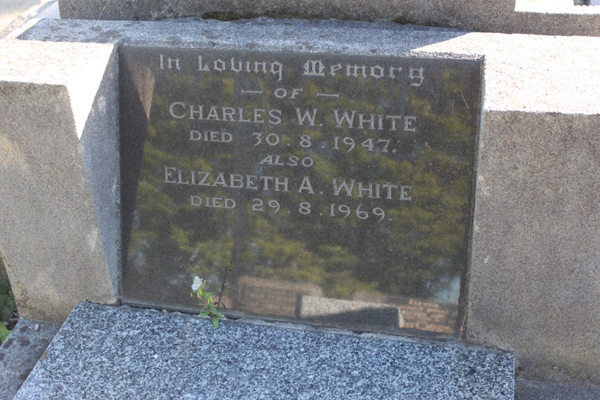 In Loving Memory
— OF —
CHARLES W. WHITE
DIED 30.8.1947.
ALSO
ELIZABETH A. WHITE
DIED 29.8.1969.